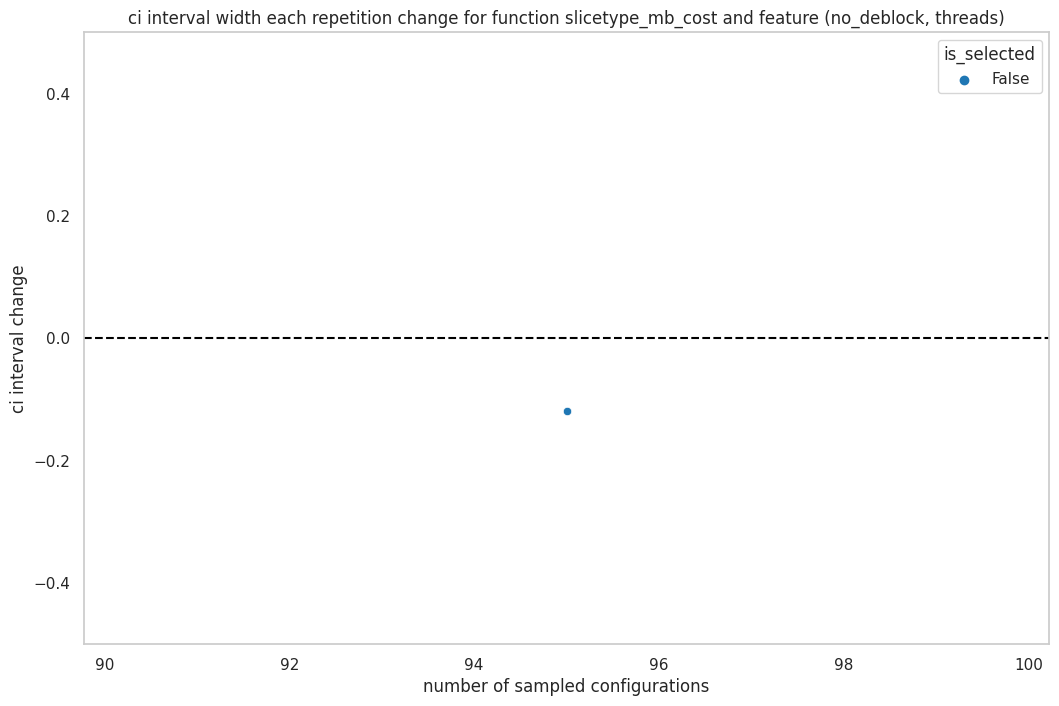 ci interval width each repetition change for function slicetype_mb_cost and feature (no_deblock, threads)
is_selected
False
0.4
0.2
0.0
−0.2
−0.4
ci interval change
90
92
94
96
98
100
number of sampled configurations